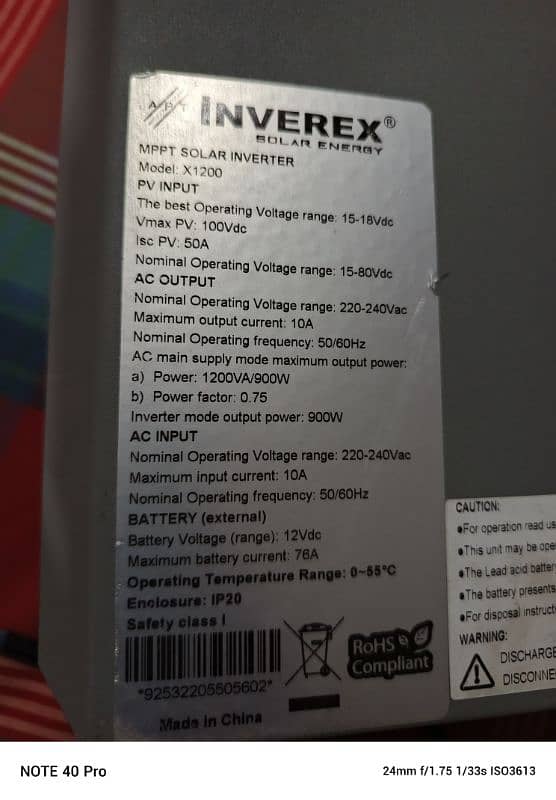 APT INVEREX®
SOLAR ENERGY
MPPT SOLAR INVERTER
Model: X1200
PV INPUT
The best Operating Voltage range: 15-18Vdc
Vmax PV: 100Vdc
Isc PV: 50A
Nominal Operating Voltage range: 15-80Vdc
AC OUTPUT
Nominal Operating Voltage range: 220-240Vac
Maximum output current: 10A
Nominal Operating frequency: 50/60Hz
AC main supply mode maximum output power:
a) Power: 1200VA/900W
b) Power factor: 0.75
Inverter mode output power: 900W
AC INPUT
Nominal Operating Voltage range: 220-240Vac
Maximum input current: 10A
Nominal Operating frequency: 50/60Hz
BATTERY (external)
Battery Voltage (range): 12Vdc
Maximum battery current: 76A
Operating Temperature Range: 0~55°C
Enclosure: IP20
Safety class I
*92532205505602*
Made in China
RoHS
Compliant
CAUTION:
●For operation read us
●This unit may be ope
●The Lead acid batter
●The battery presents
●For disposal instructi
WARNING:
DISCHARGE
DISCONNE
NOTE 40 Pro
24mm f/1.75 1/33s ISO3613